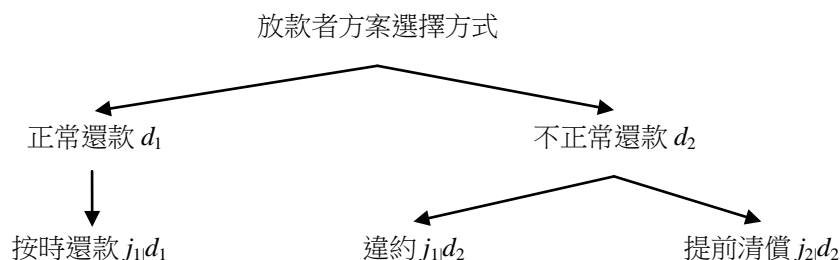 放款者方案選擇方式
正常還款 d₁ 不正常還款 d₂
按時還款 j₁|d₁ 違約 j₁|d₂ 提前清償 j₂|d₂